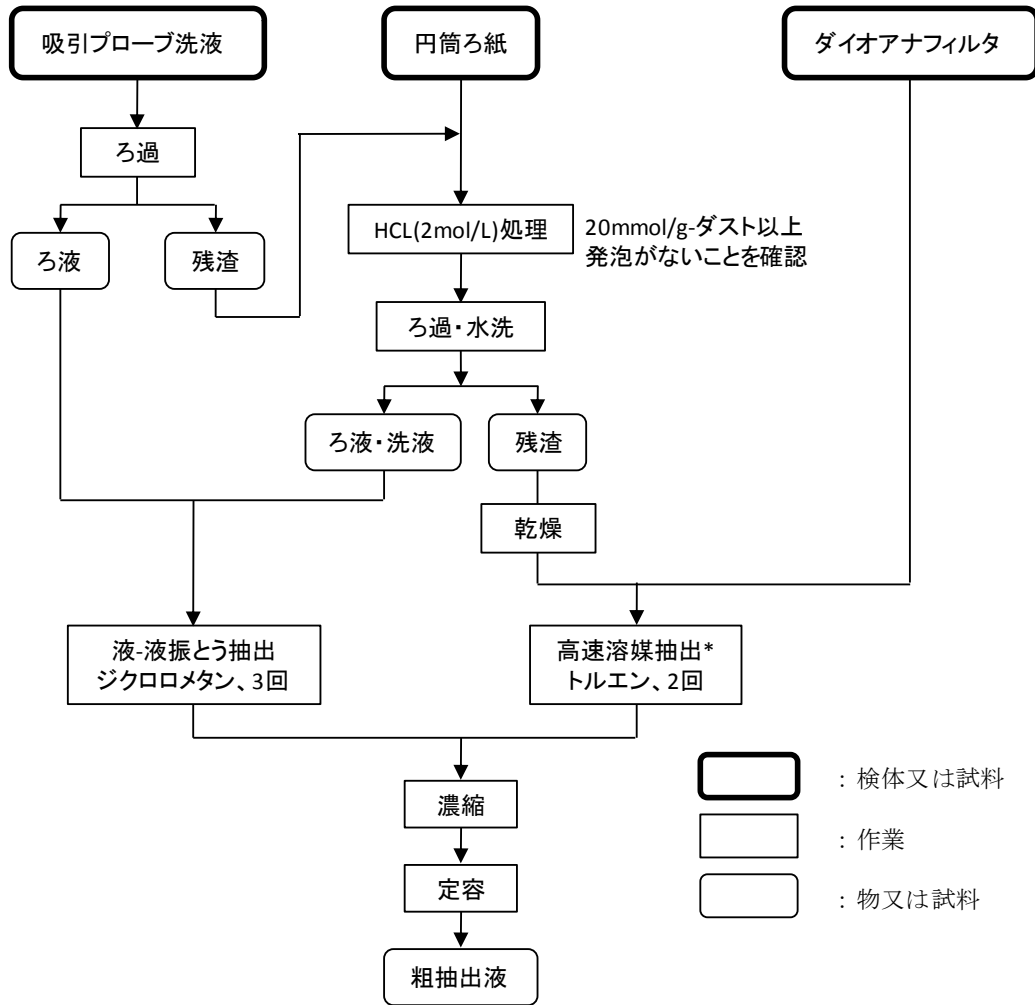 吸引プローブ洗液
円筒ろ紙
ダイオアナフィルタ
ろ過
ろ液
残渣
HCL(2mol/L)処理
20mmol/g-ダスト以上
発泡がないことを確認
ろ過・水洗
ろ液・洗液
残渣
乾燥
液-液振とう抽出
ジクロロメタン、3回
高速溶媒抽出*
トルエン、2回
濃縮
定容
粗抽出液
: 検体又は試料
: 作業
: 物又は試料